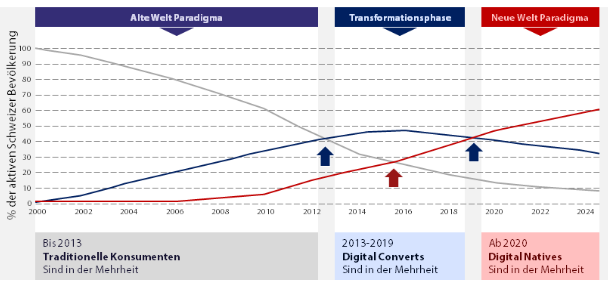 Alte Welt Paradigma
Transformationsphase
Neue Welt Paradigma
% der aktiven Schweizer Bevölkerung
100
90
80
70
60
50
40
30
20
10
0
2000
2002
2004
2006
2010
2012
2014
2016
2018
2020
2022
2024
Bis 2013
Traditionelle Konsumenten
Sind in der Mehrheit
2013-2019
Digital Converts
Sind in der Mehrheit
Ab 2020
Digital Natives
Sind in der Mehrheit